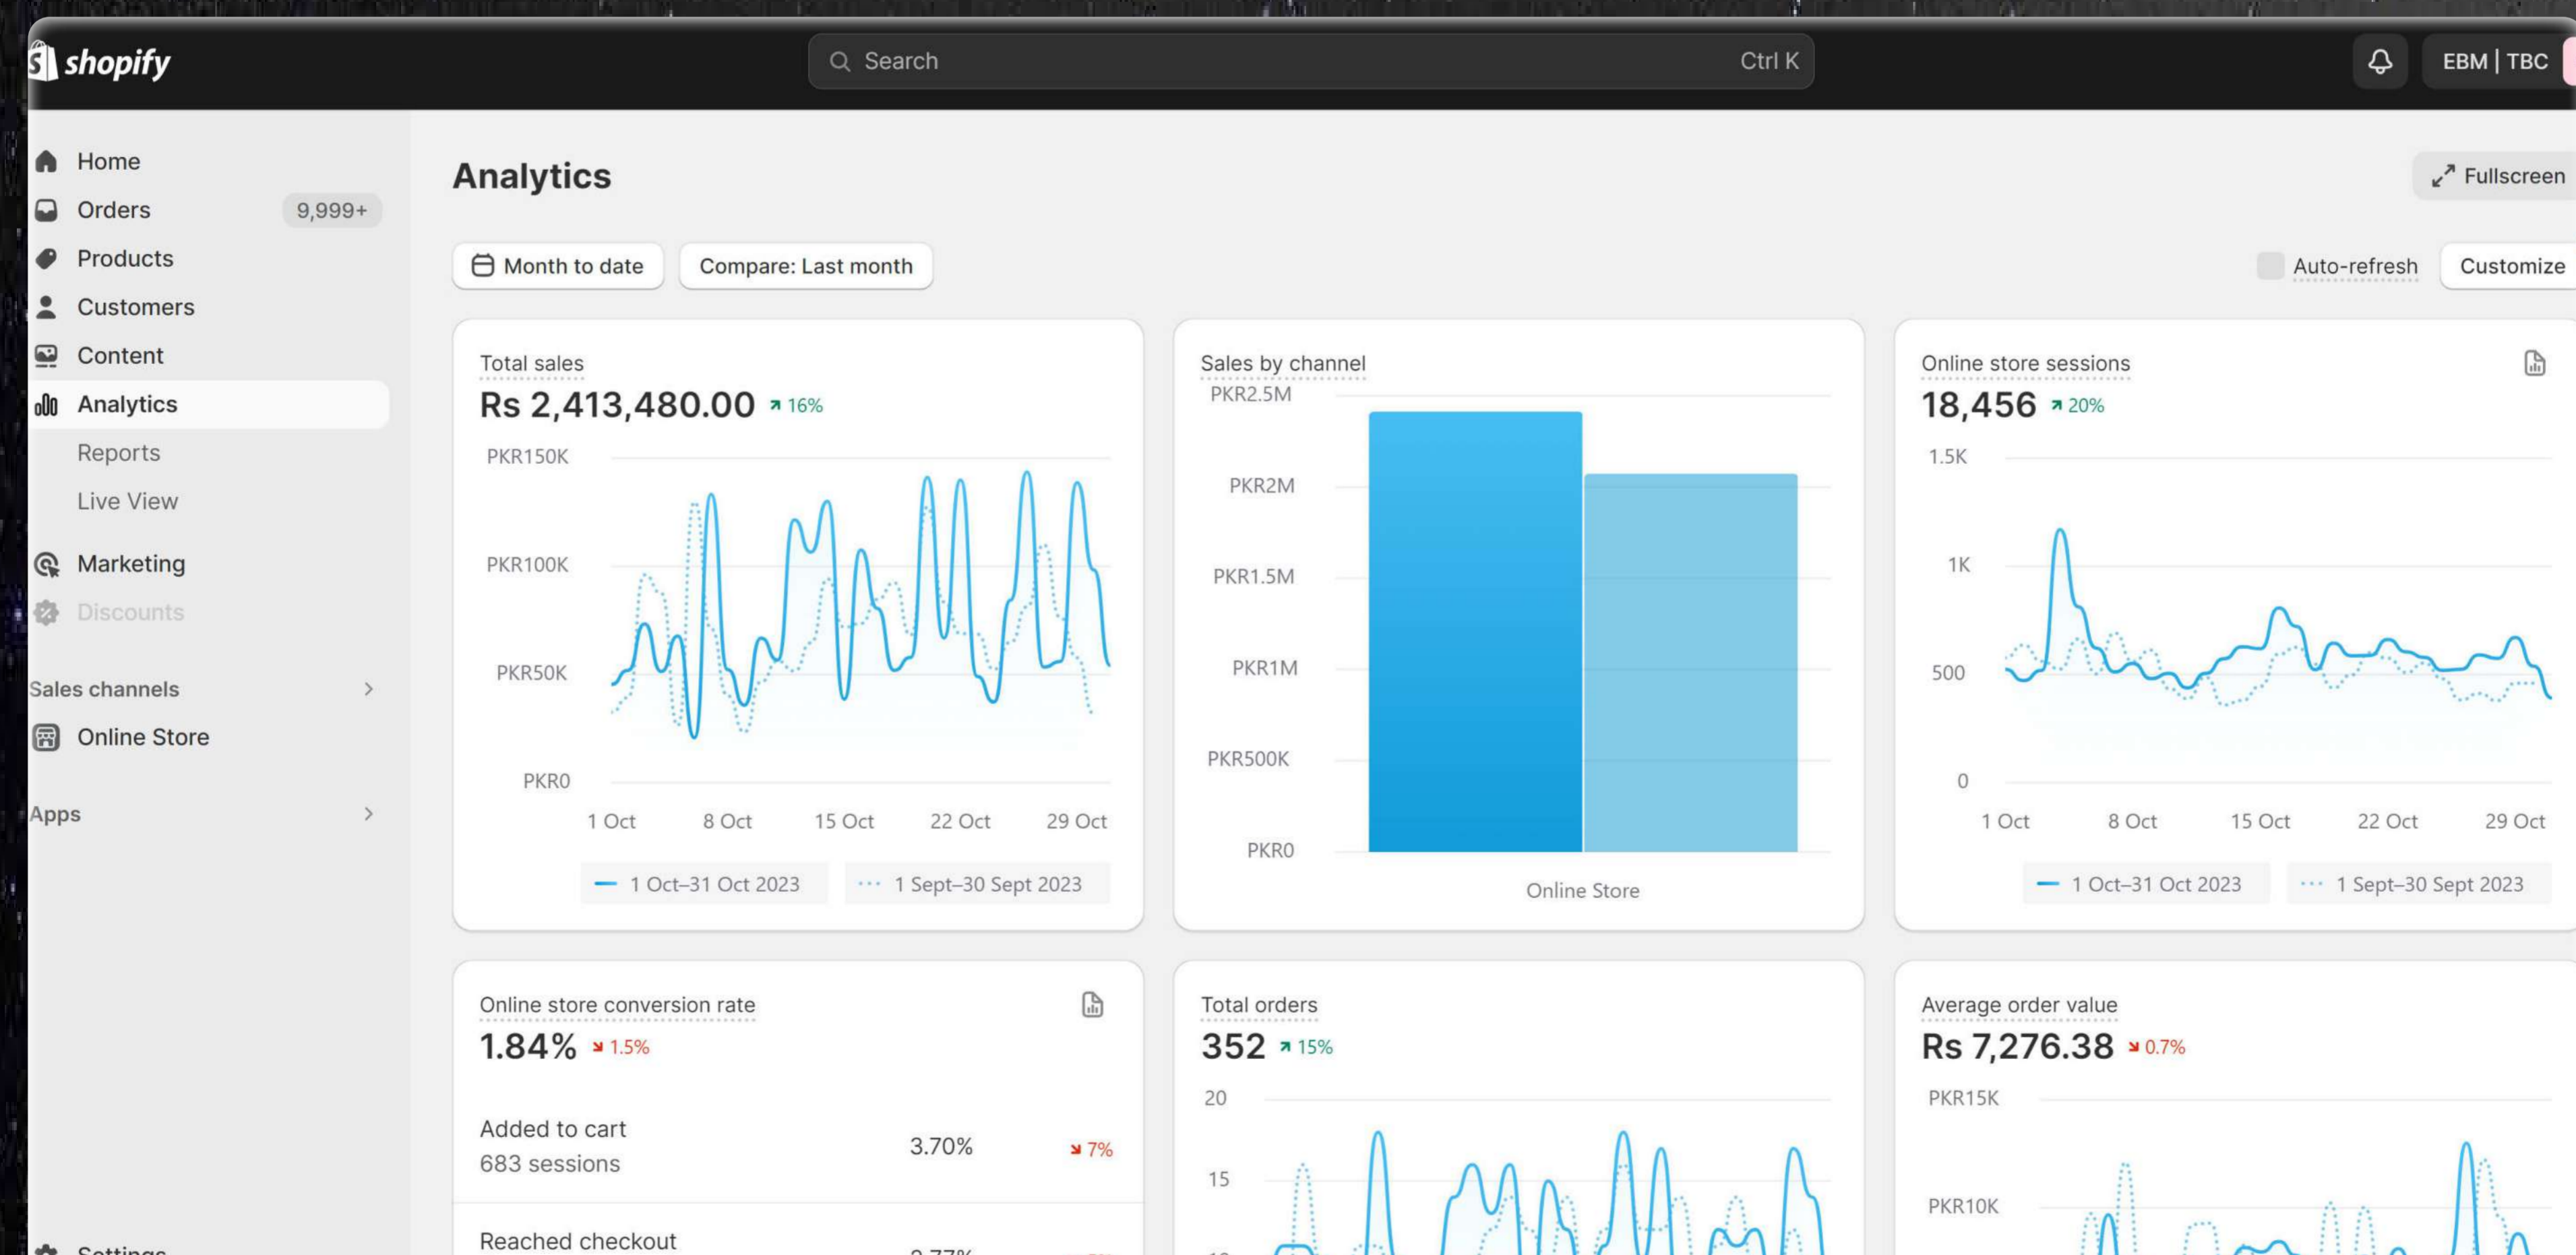 shopify
Search Ctrl K
EBM | TBC
Home
Orders 9,999+
Products
Customers
Content
Analytics
Reports
Live View
Marketing
Discounts
Sales channels
Online Store
Apps
Settings
Analytics
Fullscreen
Month to date Compare: Last month
Auto-refresh Customize
Total sales
Rs 2,413,480.00 16%
PKR150K
PKR100K
PKR50K
PKR0
1 Oct 8 Oct 15 Oct 22 Oct 29 Oct
1 Oct–31 Oct 2023 1 Sept–30 Sept 2023
Sales by channel
PKR2.5M
PKR2M
PKR1.5M
PKR1M
PKR500K
PKR0
Online Store
Online store sessions
18,456 20%
1.5K
1K
500
0
1 Oct 8 Oct 15 Oct 22 Oct 29 Oct
1 Oct–31 Oct 2023 1 Sept–30 Sept 2023
Online store conversion rate
1.84% 1.5%
Added to cart
3.70% 7%
683 sessions
Reached checkout
Total orders
352 15%
20
15
Average order value
Rs 7,276.38 0.7%
PKR15K
PKR10K